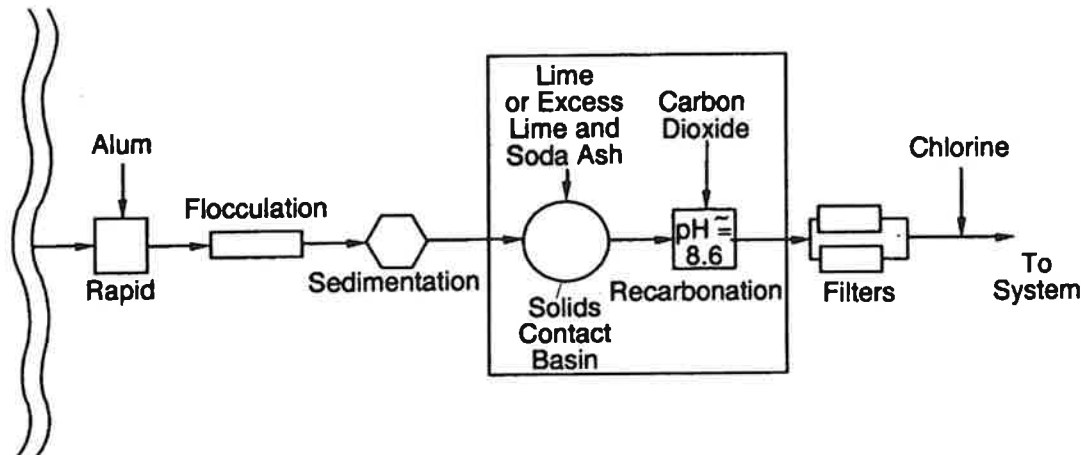 Alum
Rapid
Flocculation
Sedimentation
Lime
or Excess
Lime and
Soda Ash
Solids
Contact
Basin
Carbon
Dioxide
pH ≅
8.6
Recarbonation
Filters
Chlorine
To
System